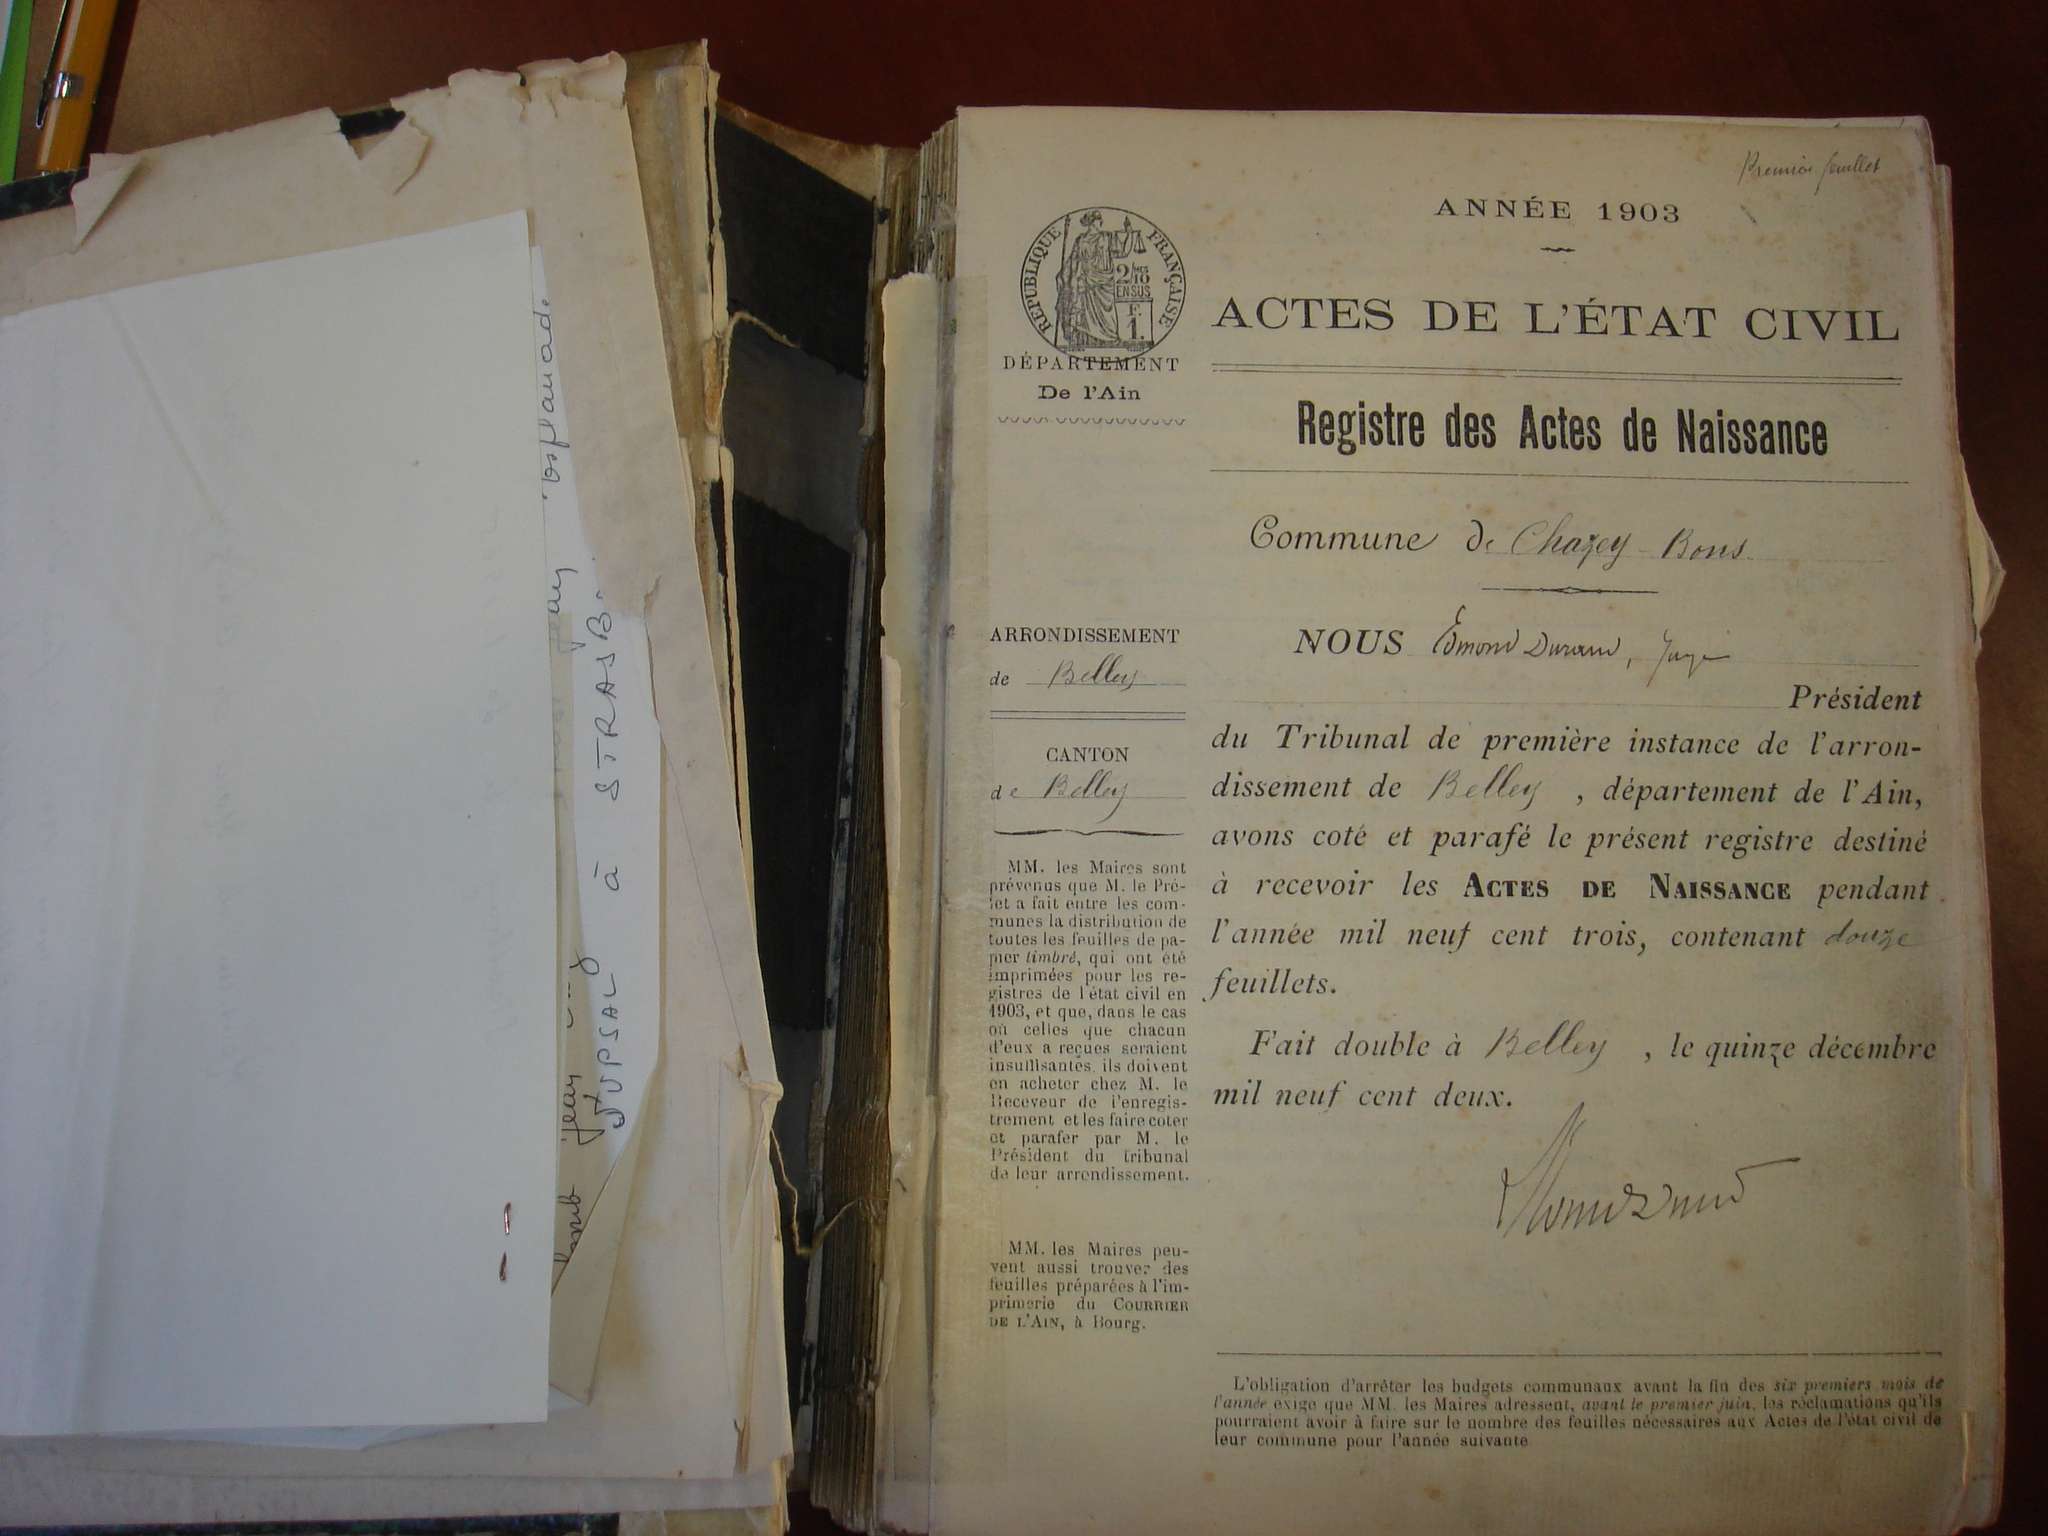 Esplanade
à STRASB.
D'UPSAL
Premier feuillet
ANNÉE 1903
RÉPUBLIQUE FRANÇAISE
2/10
EN SUS
F.
1.
DÉPARTEMENT
De l'Ain
ACTES DE L'ÉTAT CIVIL
Registre des Actes de Naissance
Commune de Chazey-Bons
ARRONDISSEMENT
de Belley
CANTON
de Belley
MM. les Maires sont
prévenus que M. le Pré-
fet a fait entre les com-
munes la distribution de
toutes les feuilles de pa-
pier timbré, qui ont été
imprimées pour les re-
gistres de l'état civil en
1903, et que, dans le cas
où celles que chacun
d'eux a reçues seraient
insuffisantes, ils doivent
en acheter chez M. le
Receveur de l'enregis-
trement et les faire coter
et parafer par M. le
Président du tribunal
de leur arrondissement.
MM. les Maires peu-
vent aussi trouver des
feuilles préparées à l'im-
primerie du COURRIER
DE L'AIN, à Bourg.
NOUS Edmond Durand, Juge
Président
du Tribunal de première instance de l'arron-
dissement de Belley, département de l'Ain,
avons coté et parafé le présent registre destiné
à recevoir les ACTES DE NAISSANCE pendant
l'année mil neuf cent trois, contenant douze
feuillets.
Fait double à Belley, le quinze décembre
mil neuf cent deux.
L'obligation d'arrêter les budgets communaux avant la fin des six premiers mois de
l'année exige que MM. les Maires adressent, avant le premier juin, les réclamations qu'ils
pourraient avoir à faire sur le nombre des feuilles nécessaires aux Actes de l'état civil de
leur commune pour l'année suivante